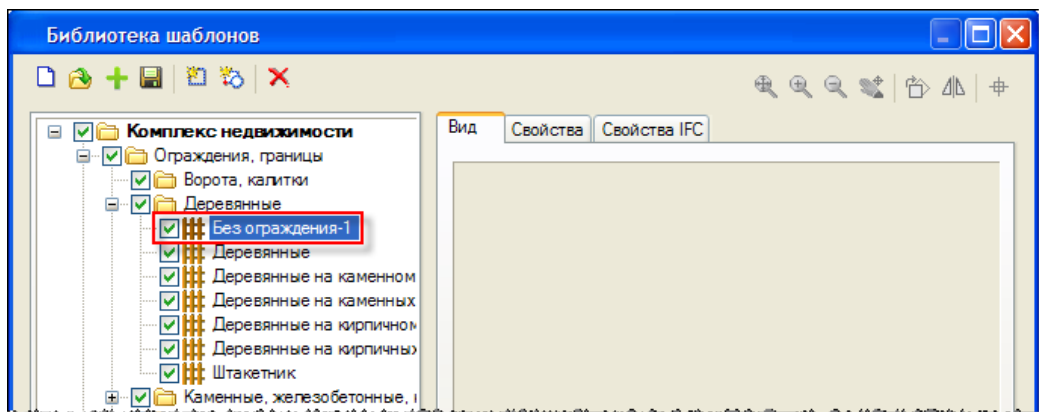 Библиотека шаблонов
Вид Свойства Свойства IFC
Комплекс недвижимости
Ограждения, границы
Ворота, калитки
Деревянные
Без ограждения-1
Деревянные
Деревянные на каменном
Деревянные на каменных
Деревянные на кирпичном
Деревянные на кирпичных
Штакетник
Каменные, железобетонные,